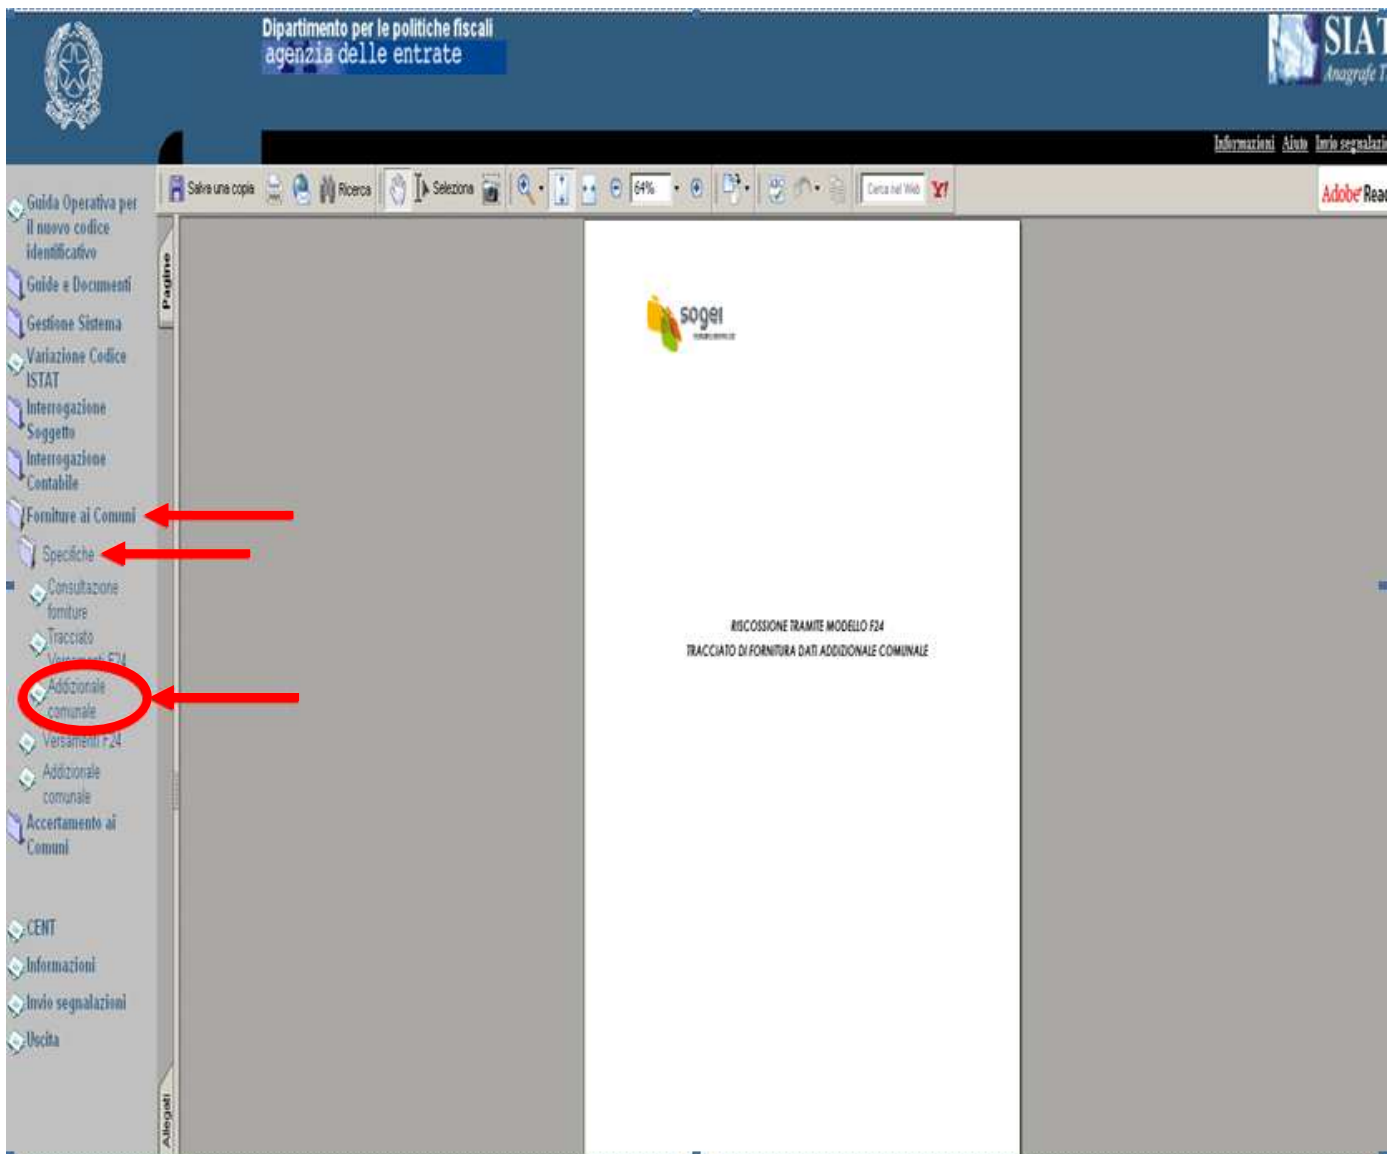 Dipartimento per le politiche fiscali
agenzia delle entrate
SIAT
Anagrafe T
Informazioni Aiuto Invio segnalazio
Salva una copia Ricerca Seleziona 64% Cerca nel Web Y!
Adobe Read
Guida Operativa per
il nuovo codice
identificativo
Guide e Documenti
Gestione Sistema
Variazione Codice
ISTAT
Interrogazione
Soggetto
Interrogazione
Contabile
Forniture ai Comuni
Specifiche
Consultazione
forniture
Tracciato
Versamenti F24
Addizionale
comunale
Versamenti F24
Addizionale
comunale
Accertamento ai
Comuni
CENT
Informazioni
Invio segnalazioni
Uscita
Pagine
Allegati
sogei
RISCOSSIONE TRAMITE MODELLO F24
TRACCIATO DI FORNITURA DATI ADDIZIONALE COMUNALE